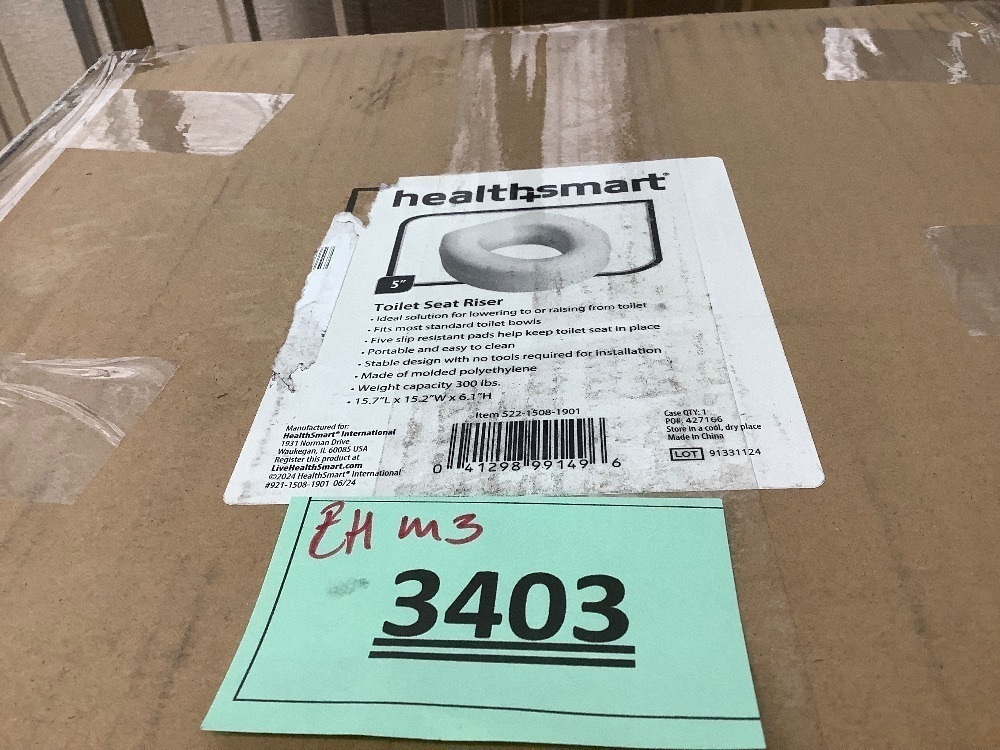 health+smart®
5"
Toilet Seat Riser
• Ideal solution for lowering to or raising from toilet
• Fits most standard toilet bowls
• Five slip resistant pads help keep toilet seat in place
• Portable and easy to clean
• Stable design with no tools required for installation
• Made of molded polyethylene
• Weight capacity 300 lbs.
• 15.7"L x 15.2"W x 6.1"H
Item 522-1508-1901
0 41298 99149 6
Manufactured for:
HealthSmart® International
1931 Norman Drive
Waukegan, IL 60085 USA
Register this product at
LiveHealthSmart.com
©2024 HealthSmart® International
#921-1508-1901 06/24
Case QTY: 1
PO#: 427166
Store in a cool, dry place
Made in China
LOT 91331124
EH m3
3403